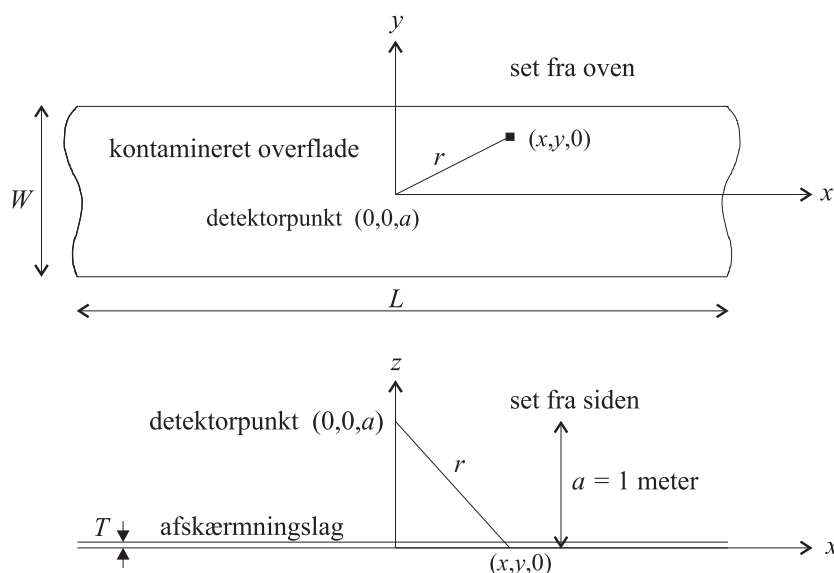 y
set fra oven
kontamineret overflade
r
(x,y,0)
W
x
detektorpunkt (0,0,a)
L
z
set fra siden
detektorpunkt (0,0,a)
r
a = 1 meter
T
afskærmningslag
x
(x,y,0)